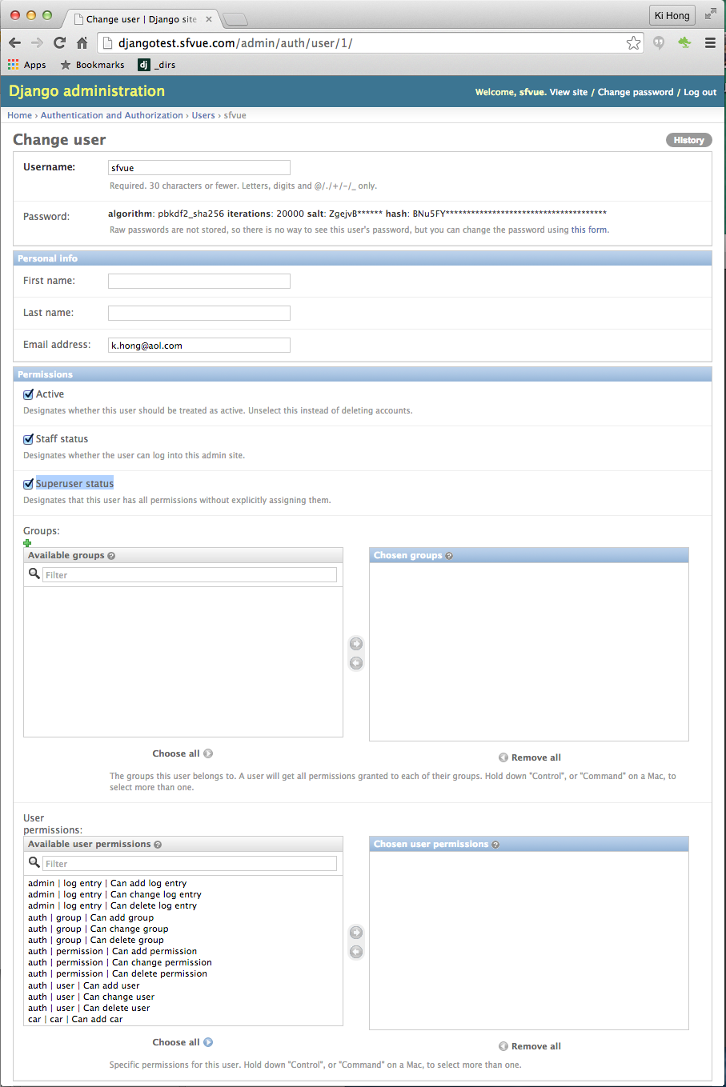 Change user | Django site
Ki Hong
djangotest.sfvue.com/admin/auth/user/1/
Apps Bookmarks dj _dirs
Django administration
Welcome, sfvue. View site / Change password / Log out
Home › Authentication and Authorization › Users › sfvue
Change user
History
Username: sfvue
Required. 30 characters or fewer. Letters, digits and @/./+/-/_ only.
Password: algorithm: pbkdf2_sha256 iterations: 20000 salt: ZgejvB****** hash: BNu5FY**************************************
Raw passwords are not stored, so there is no way to see this user's password, but you can change the password using this form.
Personal info
First name:
Last name:
Email address: k.hong@aol.com
Permissions
Active
Designates whether this user should be treated as active. Unselect this instead of deleting accounts.
Staff status
Designates whether the user can log into this admin site.
Superuser status
Designates that this user has all permissions without explicitly assigning them.
Groups:
Available groups ?
Chosen groups ?
Filter
Choose all
Remove all
The groups this user belongs to. A user will get all permissions granted to each of their groups. Hold down "Control", or "Command" on a Mac, to
select more than one.
User
permissions:
Available user permissions ?
Chosen user permissions ?
Filter
admin | log entry | Can add log entry
admin | log entry | Can change log entry
admin | log entry | Can delete log entry
auth | group | Can add group
auth | group | Can change group
auth | group | Can delete group
auth | permission | Can add permission
auth | permission | Can change permission
auth | permission | Can delete permission
auth | user | Can add user
auth | user | Can change user
auth | user | Can delete user
car | car | Can add car
Choose all
Remove all
Specific permissions for this user. Hold down "Control", or "Command" on a Mac, to select more than one.